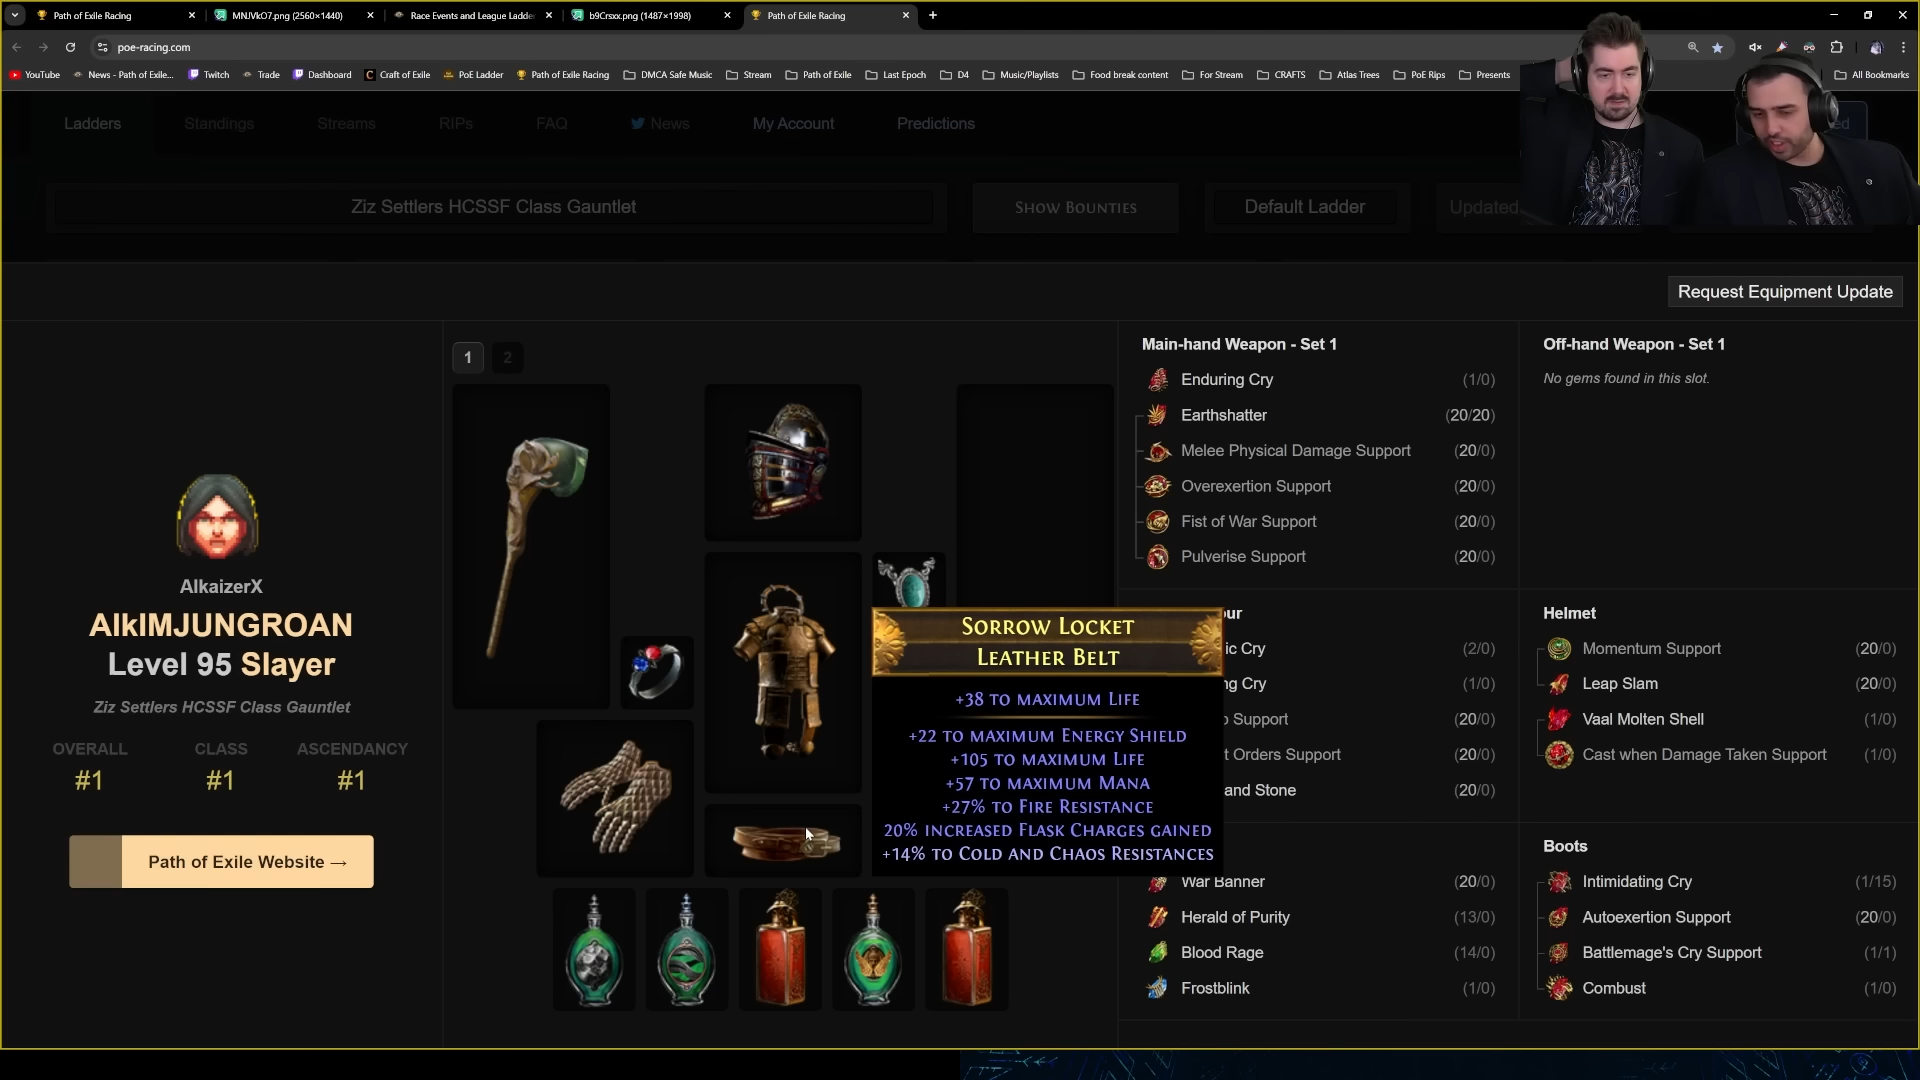 Path of Exile Racing
MNJVkO7.png (2560×1440)
Race Events and League Ladder
b9Crsxx.png (1487×1998)
Path of Exile Racing
poe-racing.com
YouTube
News - Path of Exile...
Twitch
Trade
Dashboard
Craft of Exile
PoE Ladder
Path of Exile Racing
DMCA Safe Music
Stream
Path of Exile
Last Epoch
D4
Music/Playlists
Food break content
For Stream
CRAFTS
Atlas Trees
PoE Rips
Presents
All Bookmarks
Ladders
Standings
Streams
RIPs
FAQ
News
My Account
Predictions
ed
Ziz Settlers HCSSF Class Gauntlet
Show Bounties
Default Ladder
Updated
Request Equipment Update
AlkaizerX
AlkIMJUNGROAN
Level 95 Slayer
Ziz Settlers HCSSF Class Gauntlet
OVERALL
#1
CLASS
#1
ASCENDANCY
#1
Path of Exile Website →
1
2
Sorrow Locket
Leather Belt
+38 to maximum Life
+22 to maximum Energy Shield
+105 to maximum Life
+57 to maximum Mana
+27% to Fire Resistance
20% increased Flask Charges gained
+14% to Cold and Chaos Resistances
Main-hand Weapon - Set 1
Enduring Cry (1/0)
Earthshatter (20/20)
Melee Physical Damage Support (20/0)
Overexertion Support (20/0)
Fist of War Support (20/0)
Pulverise Support (20/0)
Off-hand Weapon - Set 1
No gems found in this slot.
our
ic Cry (2/0)
ng Cry (1/0)
p Support (20/0)
t Orders Support (20/0)
and Stone (20/0)
Helmet
Momentum Support (20/0)
Leap Slam (20/0)
Vaal Molten Shell (1/0)
Cast when Damage Taken Support (1/0)
War Banner (20/0)
Herald of Purity (13/0)
Blood Rage (14/0)
Frostblink (1/0)
Boots
Intimidating Cry (1/15)
Autoexertion Support (20/0)
Battlemage's Cry Support (1/1)
Combust (1/0)